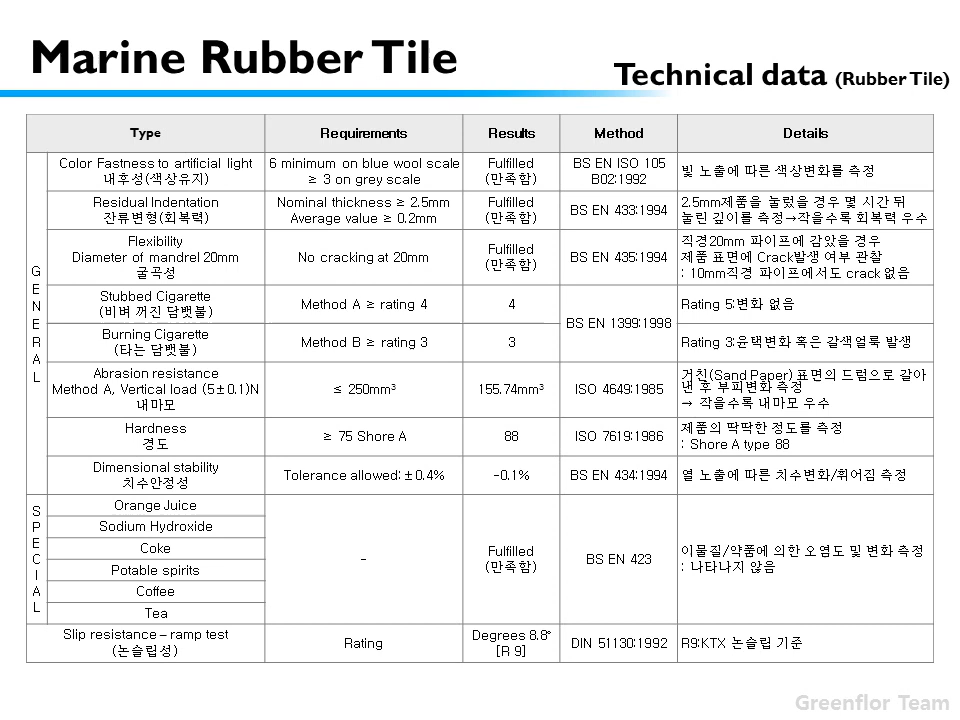 Marine Rubber Tile
Technical data (Rubber Tile)
Type Requirements Results Method Details
GENERAL
Color Fastness to artificial light
내후성(색상유지)
6 minimum on blue wool scale
≥ 3 on grey scale
Fulfilled
(만족함)
BS EN ISO 105
B02:1992
빛 노출에 따른 색상변화를 측정
Residual Indentation
잔류변형(회복력)
Nominal thickness ≥ 2.5mm
Average value ≥ 0.2mm
Fulfilled
(만족함)
BS EN 433:1994
2.5mm제품을 눌렀을 경우 몇 시간 뒤
눌린 깊이를 측정→작을수록 회복력 우수
Flexibility
Diameter of mandrel 20mm
굴곡성
No cracking at 20mm
Fulfilled
(만족함)
BS EN 435:1994
직경20mm 파이프에 감았을 경우
제품 표면에 Crack발생 여부 관찰
: 10mm직경 파이프에서도 crack 없음
Stubbed Cigarette
(비벼 꺼진 담뱃불)
Method A ≥ rating 4
4
BS EN 1399:1998
Rating 5:변화 없음
Burning Cigarette
(타는 담뱃불)
Method B ≥ rating 3
3
Rating 3:윤택변화 혹은 갈색얼룩 발생
Abrasion resistance
Method A, Vertical load (5±0.1)N
내마모
≤ 250mm³
155.74mm³
ISO 4649:1985
거친(Sand Paper) 표면의 드럼으로 갈아
낸 후 부피변화 측정
→ 작을수록 내마모 우수
Hardness
경도
≥ 75 Shore A
88
ISO 7619:1986
제품의 딱딱한 정도를 측정
: Shore A type 88
Dimensional stability
치수안정성
Tolerance allowed: ±0.4%
-0.1%
BS EN 434:1994
열 노출에 따른 치수변화/휘어짐 측정
SPECIAL
Orange Juice
Sodium Hydroxide
Coke
Potable spirits
Coffee
Tea
-
Fulfilled
(만족함)
BS EN 423
이물질/약품에 의한 오염도 및 변화 측정
: 나타나지 않음
Slip resistance – ramp test
(논슬립성)
Rating
Degrees 8.8°
[R 9]
DIN 51130:1992
R9:KTX 논슬립 기준
Greenflor Team